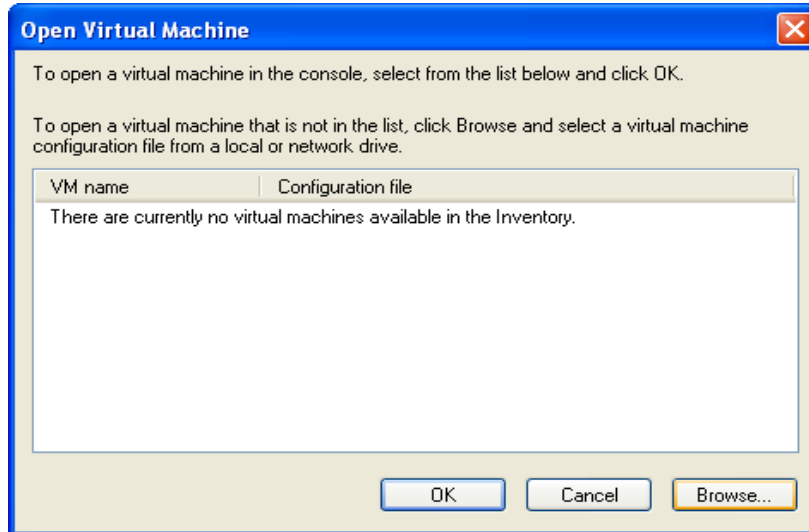 Open Virtual Machine
To open a virtual machine in the console, select from the list below and click OK.
To open a virtual machine that is not in the list, click Browse and select a virtual machine
configuration file from a local or network drive.
VM name Configuration file
There are currently no virtual machines available in the Inventory.
OK Cancel Browse...